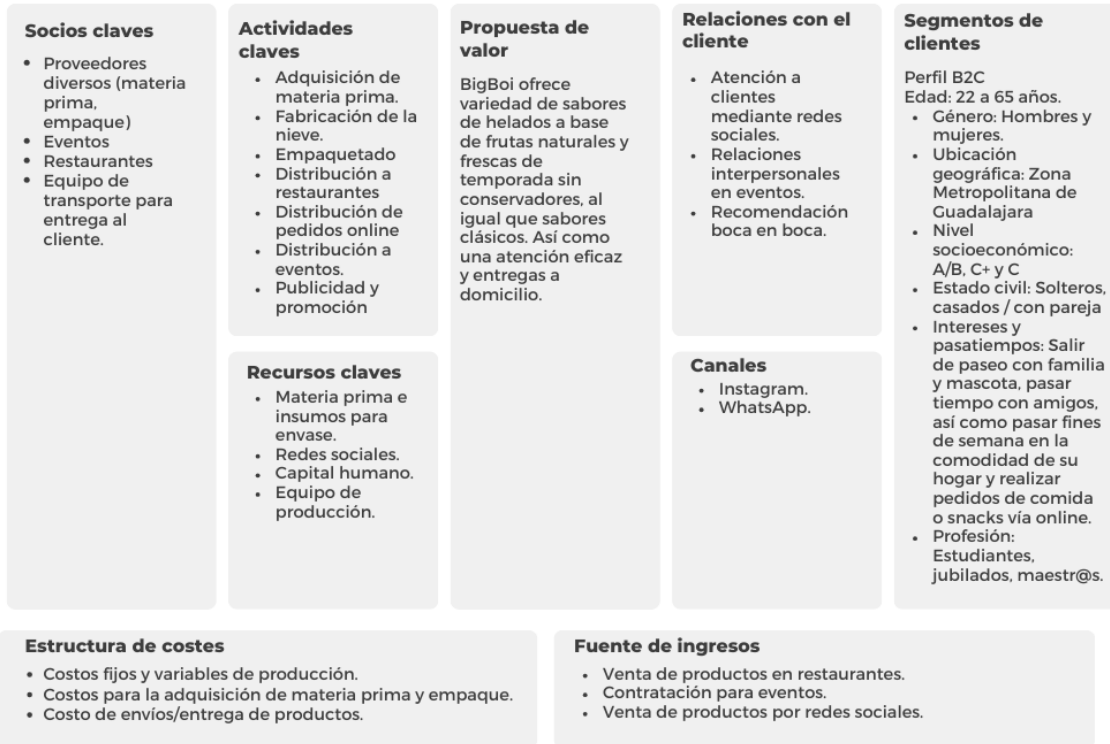 Socios claves
• Proveedores
diversos (materia
prima,
empaque)
• Eventos
• Restaurantes
• Equipo de
transporte para
entrega al
cliente.
Actividades
claves
• Adquisición de
materia prima.
• Fabricación de la
nieve.
• Empaquetado
• Distribución a
restaurantes
• Distribución de
pedidos online
• Distribución a
eventos.
• Publicidad y
promoción
Recursos claves
• Materia prima e
insumos para
envase.
• Redes sociales.
• Capital humano.
• Equipo de
producción.
Propuesta de
valor
BigBoi ofrece
variedad de sabores
de helados a base
de frutas naturales y
frescas de
temporada sin
conservadores, al
igual que sabores
clásicos. Así como
una atención eficaz
y entregas a
domicilio.
Relaciones con el
cliente
• Atención a
clientes
mediante redes
sociales.
• Relaciones
interpersonales
en eventos.
• Recomendación
boca en boca.
Canales
• Instagram.
• WhatsApp.
Segmentos de
clientes
Perfil B2C
Edad: 22 a 65 años.
• Género: Hombres y
mujeres.
• Ubicación
geográfica: Zona
Metropolitana de
Guadalajara
• Nivel
socioeconómico:
A/B, C+ y C
• Estado civil: Solteros,
casados / con pareja
• Intereses y
pasatiempos: Salir
de paseo con familia
y mascota, pasar
tiempo con amigos,
así como pasar fines
de semana en la
comodidad de su
hogar y realizar
pedidos de comida
o snacks vía online.
• Profesión:
Estudiantes,
jubilados, maestr@s.
Estructura de costes
• Costos fijos y variables de producción.
• Costos para la adquisición de materia prima y empaque.
• Costo de envíos/entrega de productos.
Fuente de ingresos
• Venta de productos en restaurantes.
• Contratación para eventos.
• Venta de productos por redes sociales.